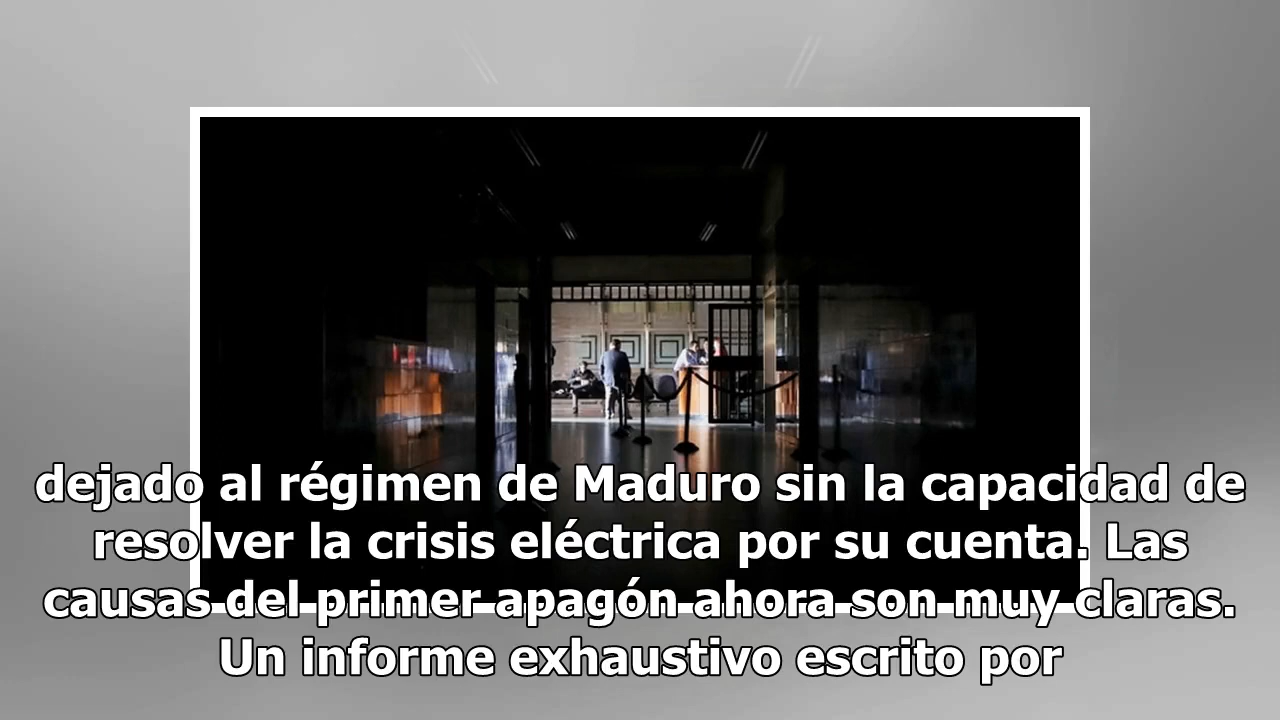 dejado al régimen de Maduro sin la capacidad de
resolver la crisis eléctrica por su cuenta. Las
causas del primer apagón ahora son muy claras.
Un informe exhaustivo escrito por